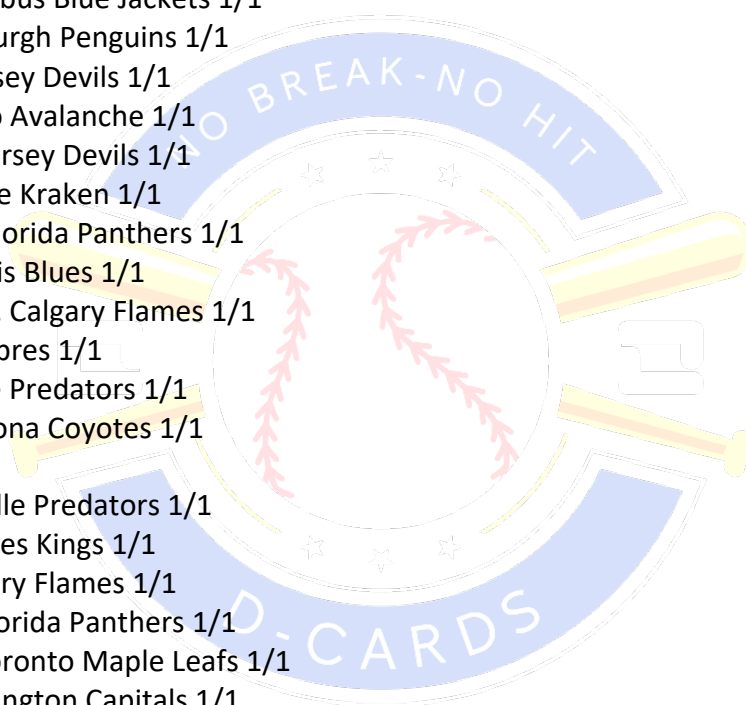 bus Blue Jackets 1/1
urgh Penguins 1/1
sey Devils 1/1
Avalanche 1/1
rsey Devils 1/1
e Kraken 1/1
lorida Panthers 1/1
is Blues 1/1
Calgary Flames 1/1
bres 1/1
Predators 1/1
ona Coyotes 1/1
lle Predators 1/1
es Kings 1/1
ry Flames 1/1
orida Panthers 1/1
oronto Maple Leafs 1/1
ington Capitals 1/1
NO BREAK-NO HIT
D-CARDS